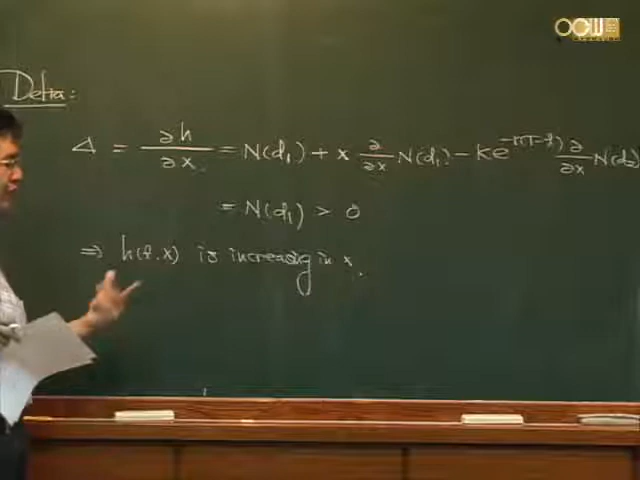 OCW
Delta:
Δ = ∂h/∂x = N(d₁) + x ∂/∂x N(d₁) - Ke^{-r(T-t)} ∂/∂x N(d₂)
= N(d₁) > 0
⇒ h(t,x) is increasing in x.